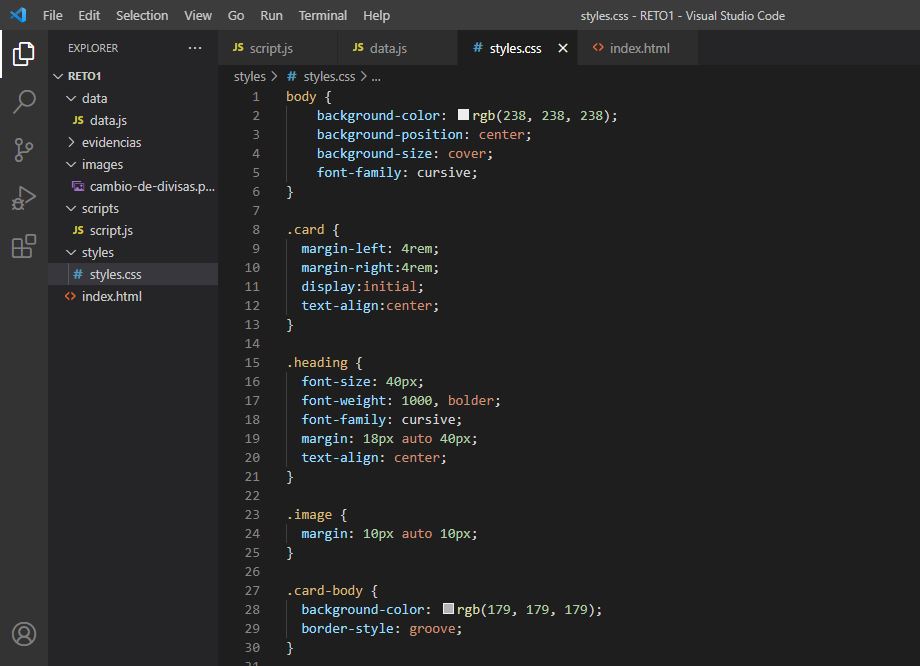 File Edit Selection View Go Run Terminal Help styles.css - RETO1 - Visual Studio Code
EXPLORER ...
RETO1
data
JS data.js
evidencias
images
cambio-de-divisas.p...
scripts
JS script.js
styles
# styles.css
<> index.html
JS script.js JS data.js # styles.css × <> index.html
styles > # styles.css > ...
1 body {
2 background-color: rgb(238, 238, 238);
3 background-position: center;
4 background-size: cover;
5 font-family: cursive;
6 }
7
8 .card {
9 margin-left: 4rem;
10 margin-right:4rem;
11 display:initial;
12 text-align:center;
13 }
14
15 .heading {
16 font-size: 40px;
17 font-weight: 1000, bolder;
18 font-family: cursive;
19 margin: 18px auto 40px;
20 text-align: center;
21 }
22
23 .image {
24 margin: 10px auto 10px;
25 }
26
27 .card-body {
28 background-color: rgb(179, 179, 179);
29 border-style: groove;
30 }
31